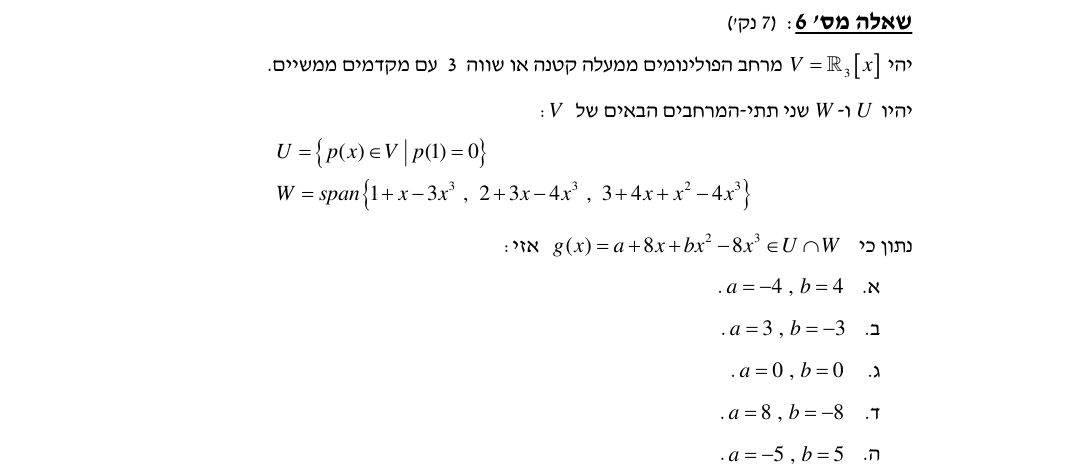 שאלה מס׳ 6: (7 נק׳)
יהי V = ℝ₃[x] מרחב הפולינומים ממעלה קטנה או שווה 3 עם מקדמים ממשיים.
יהיו U ו- W שני תתי-המרחבים הבאים של V:
U = {p(x) ∈ V | p(1) = 0}
W = span{1 + x − 3x³ , 2 + 3x − 4x³ , 3 + 4x + x² − 4x³}
נתון כי g(x) = a + 8x + bx² − 8x³ ∈ U ∩ W אזי:
א. a = −4 , b = 4.
ב. a = 3 , b = −3.
ג. a = 0 , b = 0.
ד. a = 8 , b = −8.
ה. a = −5 , b = 5.